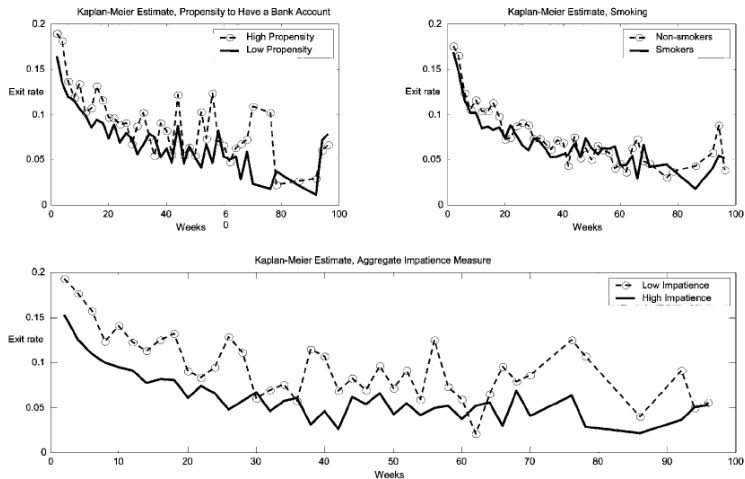 Kaplan-Meier Estimate, Propensity to Have a Bank Account
0.2
High Propensity
Low Propensity
0.15
Exit rate
0.1
0.05
0
0 20 40 6 80 100
Weeks 0
Kaplan-Meier Estimate, Smoking
0.2
Non-smokers
Smokers
0.15
Exit rate
0.1
0.05
0
0 20 40 60 80 100
Weeks
Kaplan-Meier Estimate, Aggregate Impatience Measure
0.2
Low Impatience
High Impatience
0.15
Exit rate
0.1
0.05
0
0 10 20 30 40 50 60 70 80 90 100
Weeks